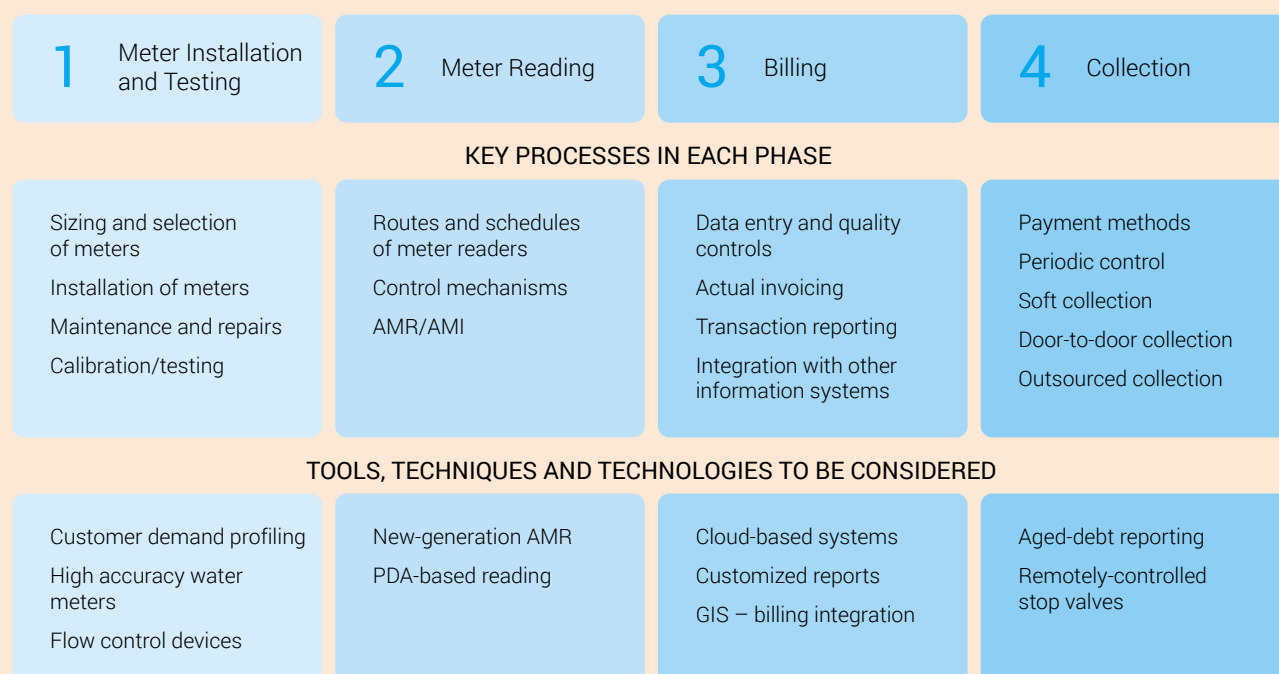 1
Meter Installation
and Testing
2
Meter Reading
3
Billing
4
Collection
KEY PROCESSES IN EACH PHASE
Sizing and selection
of meters
Installation of meters
Maintenance and repairs
Calibration/testing
Routes and schedules
of meter readers
Control mechanisms
AMR/AMI
Data entry and quality
controls
Actual invoicing
Transaction reporting
Integration with other
information systems
Payment methods
Periodic control
Soft collection
Door-to-door collection
Outsourced collection
TOOLS, TECHNIQUES AND TECHNOLOGIES TO BE CONSIDERED
Customer demand profiling
High accuracy water
meters
Flow control devices
New-generation AMR
PDA-based reading
Cloud-based systems
Customized reports
GIS – billing integration
Aged-debt reporting
Remotely-controlled
stop valves